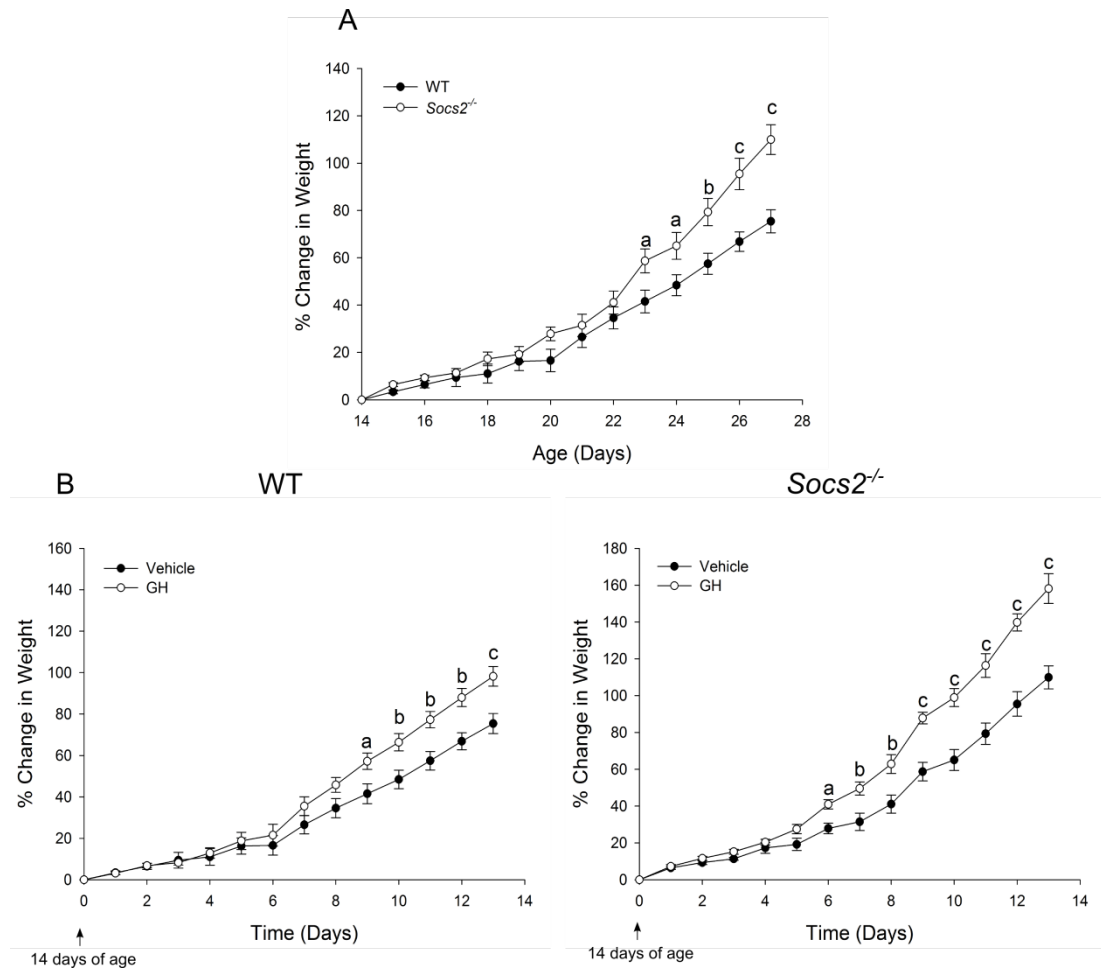 A
140
120
100
80
60
40
20
0
% Change in Weight
WT
Socs2-/-
a
a
b
c
c
14 16 18 20 22 24 26 28
Age (Days)
B
WT
160
140
120
100
80
60
40
20
0
% Change in Weight
Vehicle
GH
a
b
b
b
c
0 2 4 6 8 10 12 14
Time (Days)
14 days of age
Socs2-/-
180
160
140
120
100
80
60
40
20
0
% Change in Weight
Vehicle
GH
a
b
b
c
c
c
c
c
0 2 4 6 8 10 12 14
Time (Days)
14 days of age